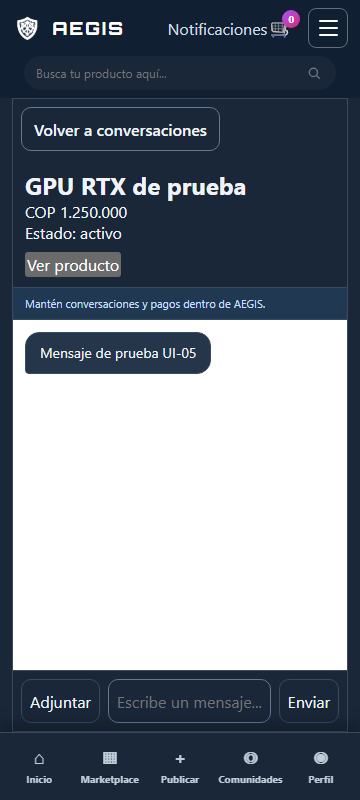 AEGIS
Notificaciones
0
Busca tu producto aquí...
Volver a conversaciones
GPU RTX de prueba
COP 1.250.000
Estado: activo
Ver producto
Mantén conversaciones y pagos dentro de AEGIS.
Mensaje de prueba UI-05
Adjuntar Escribe un mensaje... Enviar
Inicio Marketplace Publicar Comunidades Perfil